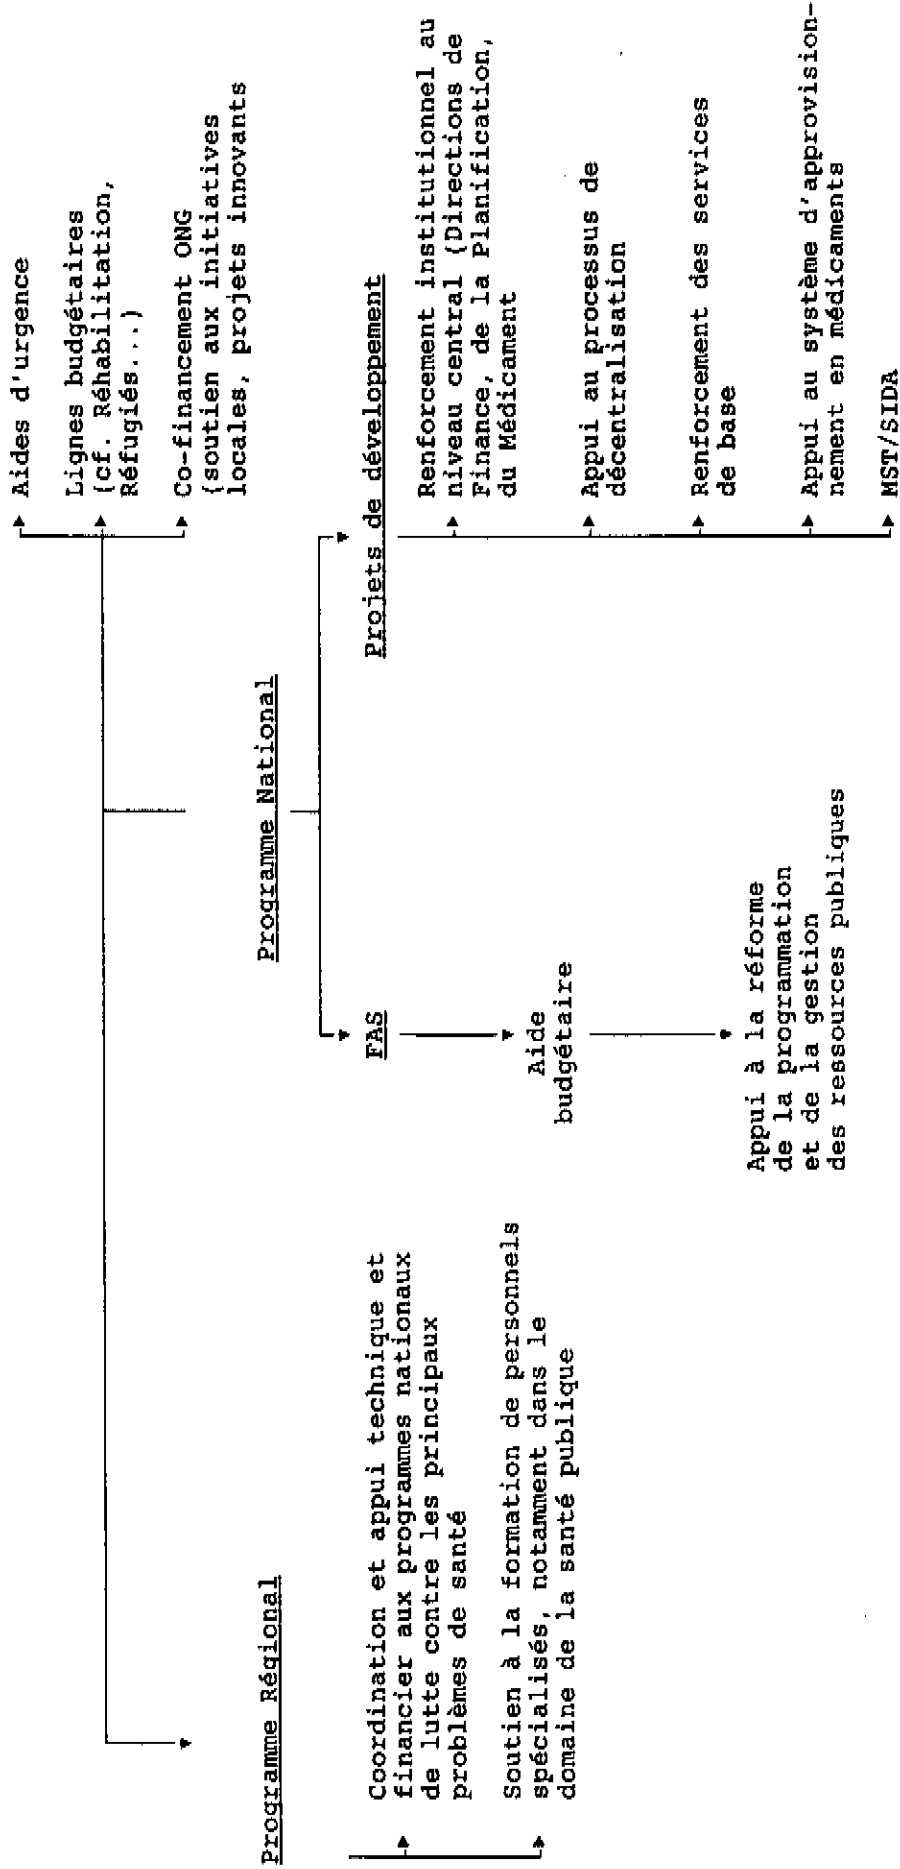 Aides d'urgence
Lignes budgétaires
(cf. Réhabilitation,
Réfugiés...)
Co-financement ONG
(soutien aux initiatives
locales, projets innovants
Programme Régional
Coordination et appui technique et
financier aux programmes nationaux
de lutte contre les principaux
problèmes de santé
Soutien à la formation de personnels
spécialisés, notamment dans le
domaine de la santé publique
Programme National
FAS
Aide
budgétaire
Appui à la réforme
de la programmation
et de la gestion
des ressources publiques
Projets de développement
Renforcement institutionnel au
niveau central (Directions de
Finance, de la Planification,
du Médicament
Appui au processus de
décentralisation
Renforcement des services
de base
Appui au système d'approvision-
nement en médicaments
MST/SIDA